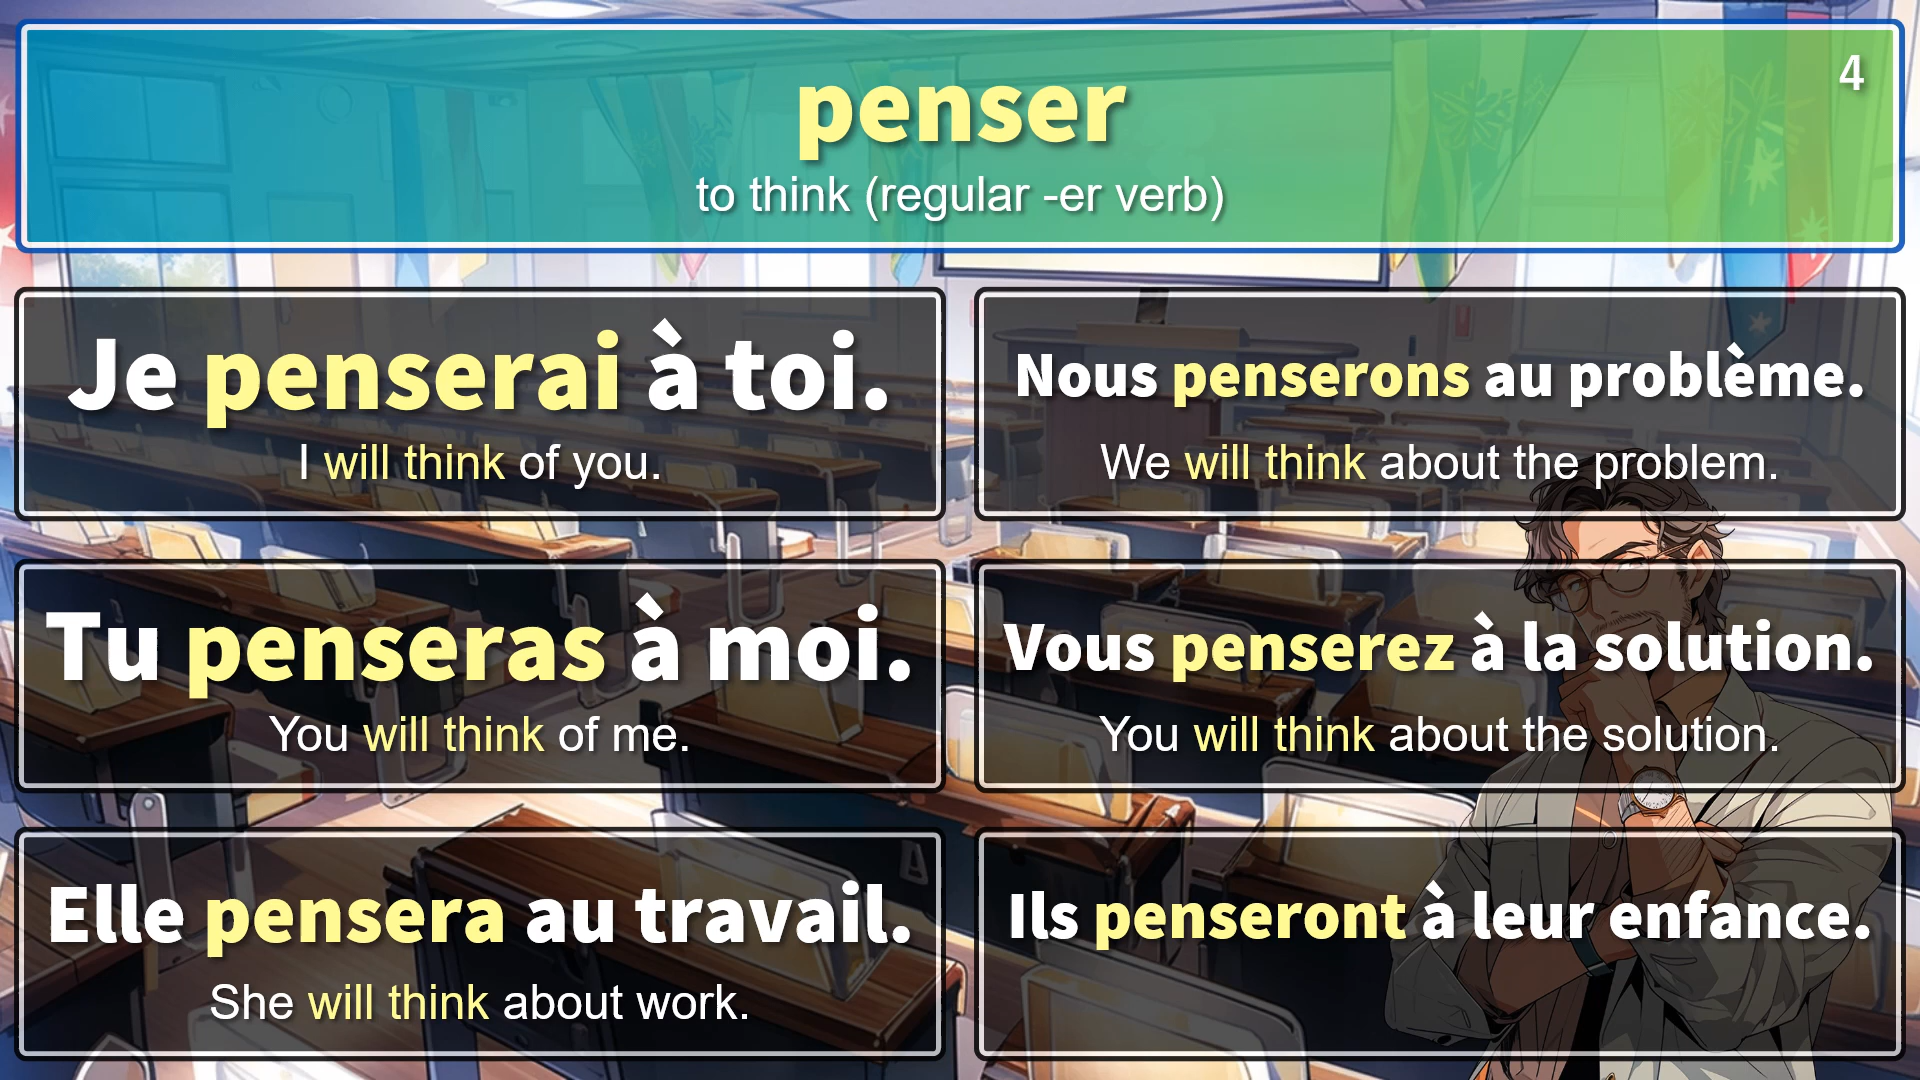 penser
to think (regular -er verb)
4
Je penserai à toi.
I will think of you.
Tu penseras à moi.
You will think of me.
Elle pensera au travail.
She will think about work.
Nous penserons au problème.
We will think about the problem.
Vous penserez à la solution.
You will think about the solution.
Ils penseront à leur enfance.